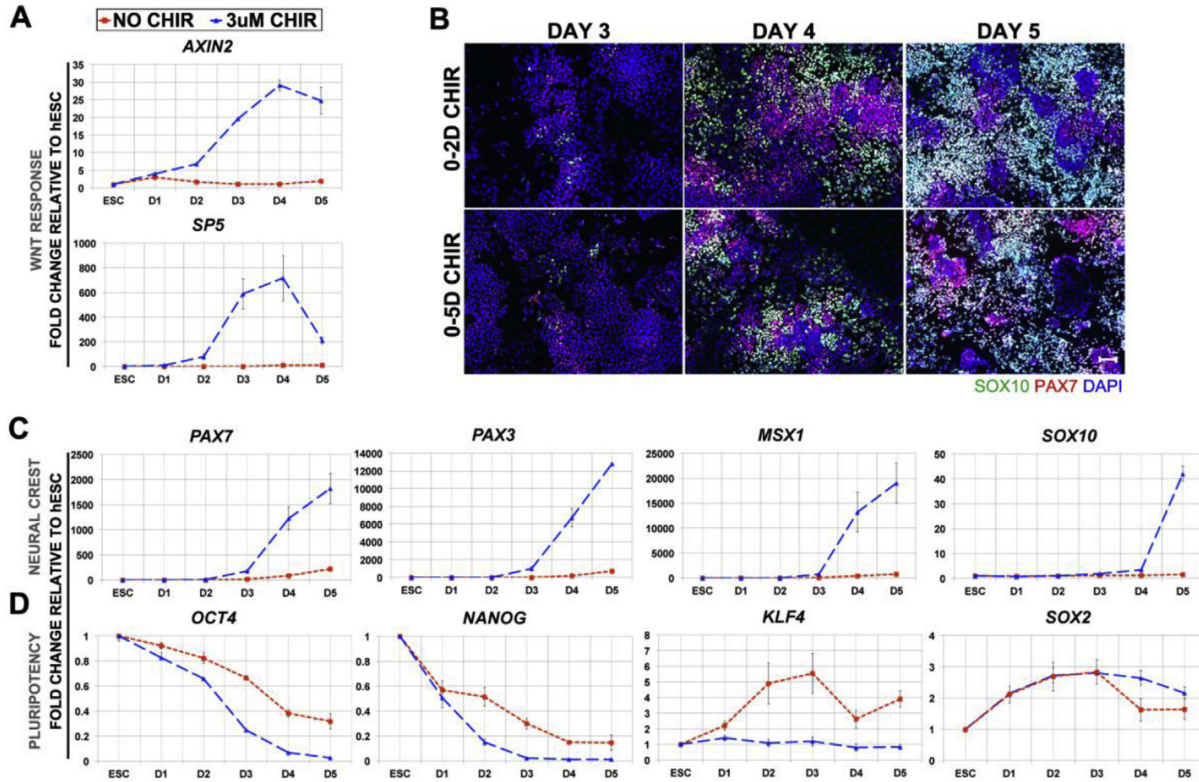 A
NO CHIR 3uM CHIR
AXIN2
WNT RESPONSE
FOLD CHANGE RELATIVE TO hESC
35
30
25
20
15
10
5
0
ESC D1 D2 D3 D4 D5
SP5
1000
800
600
400
200
0
ESC D1 D2 D3 D4 D5
B
DAY 3 DAY 4 DAY 5
0-2D CHIR
0-5D CHIR
SOX10 PAX7 DAPI
C
NEURAL CREST
FOLD CHANGE RELATIVE TO hESC
PAX7
2500
2000
1500
1000
500
0
ESC D1 D2 D3 D4 D5
PAX3
14000
12000
10000
8000
6000
4000
2000
0
ESC D1 D2 D3 D4 D5
MSX1
25000
20000
15000
10000
5000
0
ESC D1 D2 D3 D4 D5
SOX10
50
40
30
20
10
0
ESC D1 D2 D3 D4 D5
D
PLURIPOTENCY
OCT4
1
0.8
0.6
0.4
0.2
0
ESC D1 D2 D3 D4 D5
NANOG
1
0.8
0.6
0.4
0.2
0
ESC D1 D2 D3 D4 D5
KLF4
8
7
6
5
4
3
2
1
0
ESC D1 D2 D3 D4 D5
SOX2
4
3
2
1
0
ESC D1 D2 D3 D4 D5